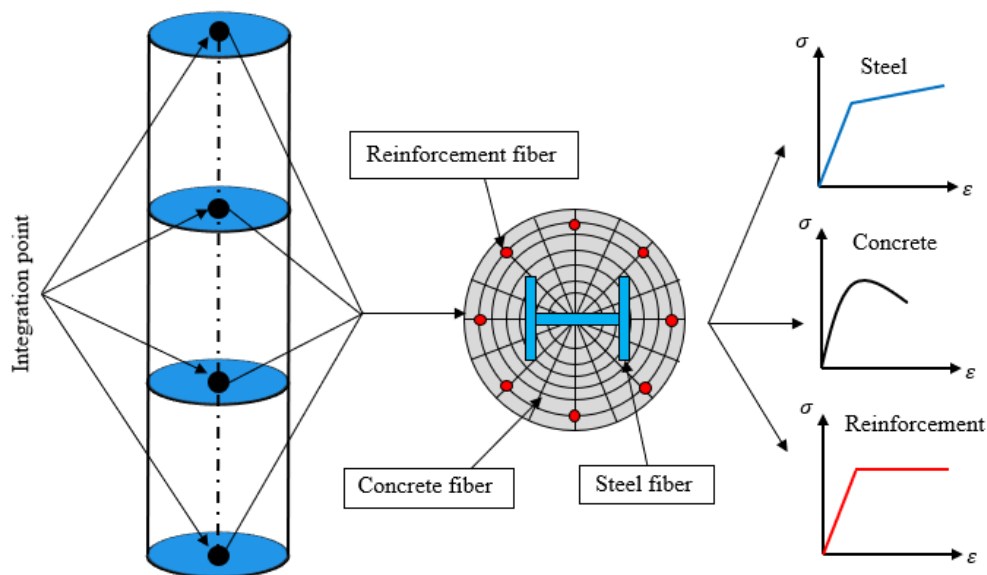 Integration point
Reinforcement fiber
Concrete fiber
Steel fiber
σ
Steel
ε
σ
Concrete
ε
σ
Reinforcement
ε